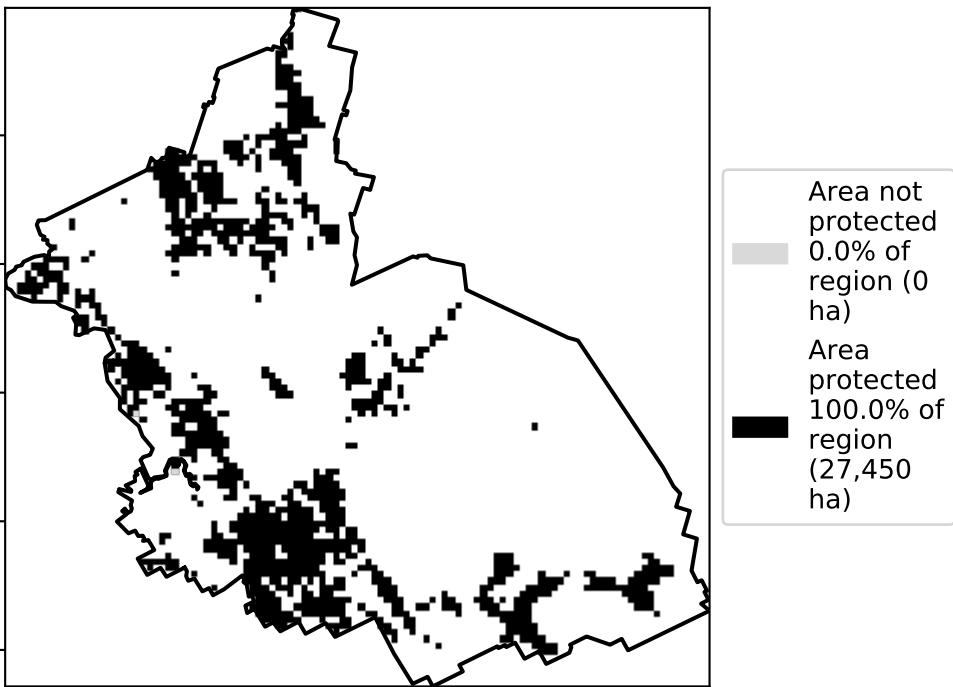 Area not
protected
0.0% of
region (0
ha)
Area
protected
100.0% of
region
(27,450
ha)